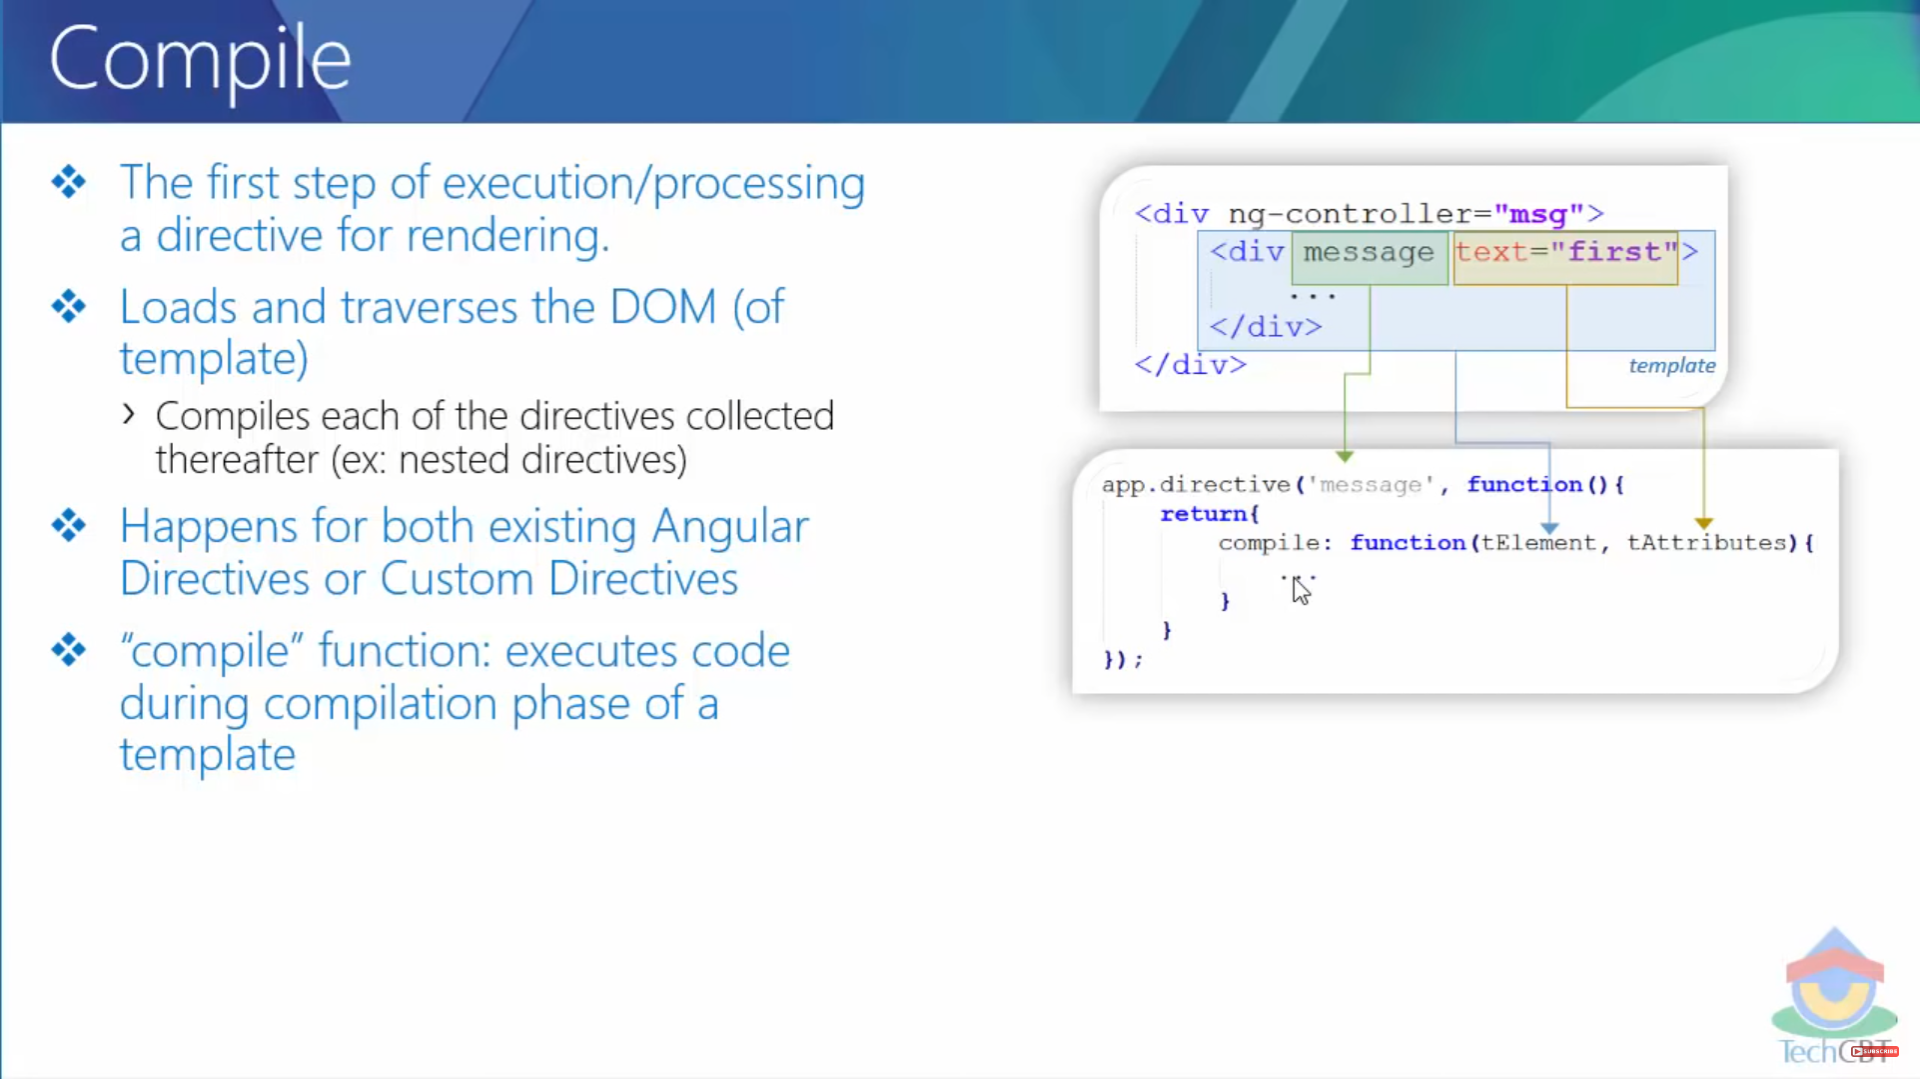 Compile
The first step of execution/processing
a directive for rendering.
Loads and traverses the DOM (of
template)
Compiles each of the directives collected
thereafter (ex: nested directives)
Happens for both existing Angular
Directives or Custom Directives
“compile” function: executes code
during compilation phase of a
template
<div ng-controller="msg">
<div message text="first">
...
</div>
</div>
template
app.directive('message', function(){
return{
compile: function(tElement, tAttributes){
...
}
}
});
TechCBT
SUBSCRIBE